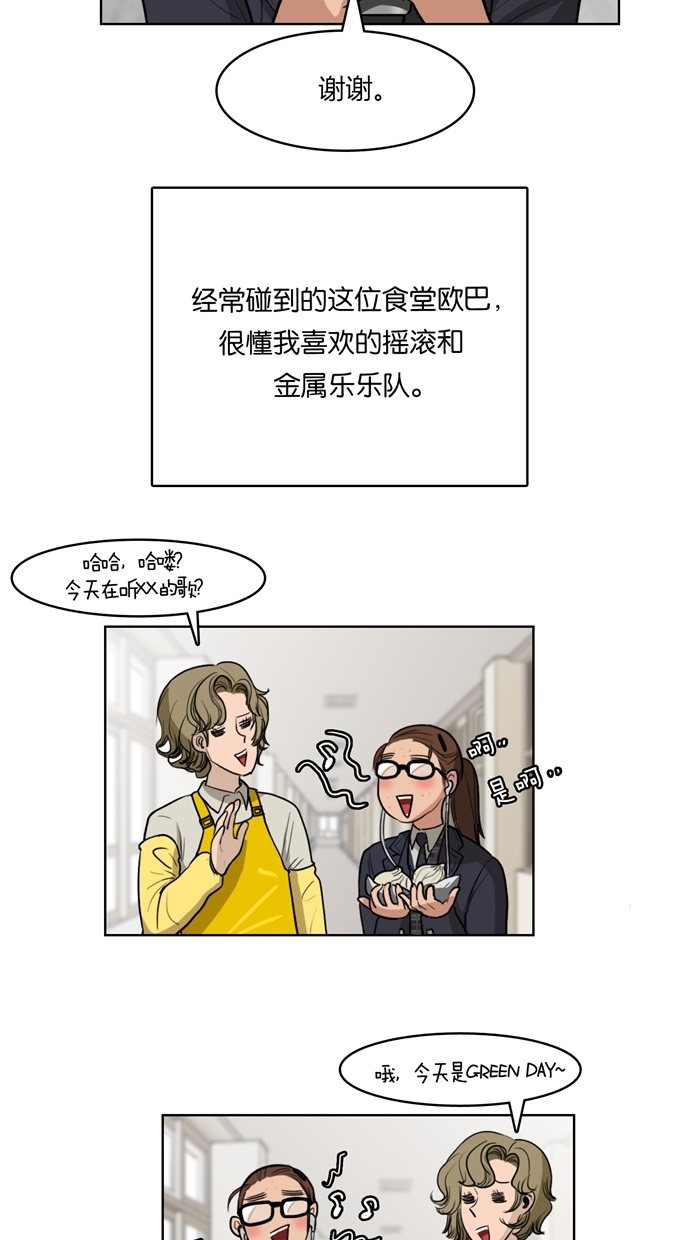 谢谢。
经常碰到的这位食堂欧巴，
很懂我喜欢的摇滚和
金属乐乐队。
哈哈，哈喽？
今天在听XX的歌？
啊..
是啊..
哦，今天是GREEN DAY~